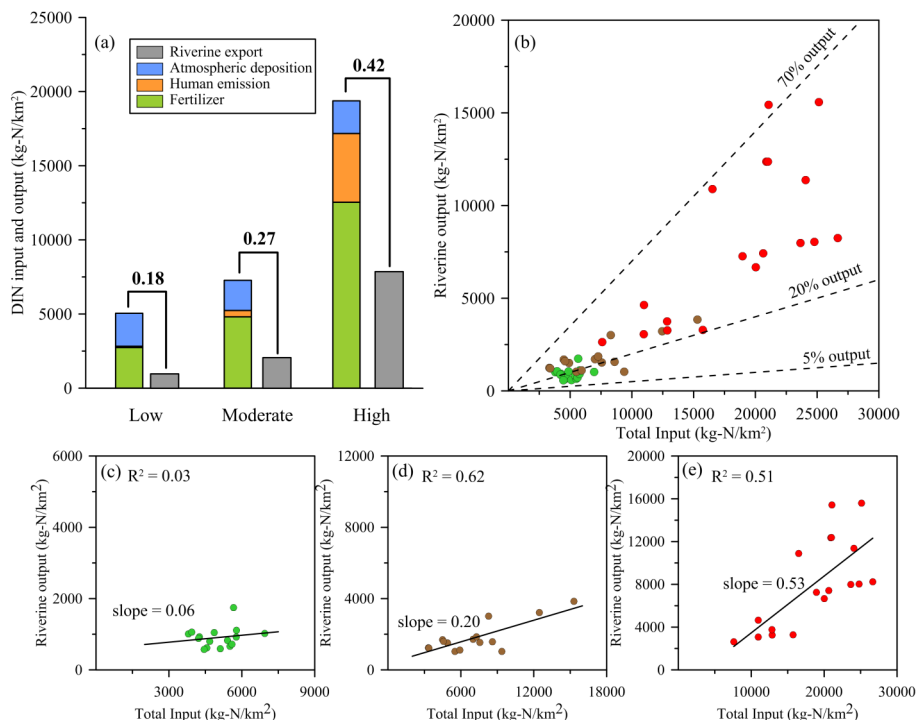 (a)
Riverine export
Atmospheric deposition
Human emission
Fertilizer
0.18
0.27
0.42
25000
20000
15000
10000
5000
0
DIN input and output (kg-N/km²)
Low
Moderate
High
(b)
70% output
20% output
5% output
20000
15000
10000
5000
0
Riverine output (kg-N/km²)
5000
10000
15000
20000
25000
30000
Total Input (kg-N/km²)
(c)
R² = 0.03
slope = 0.06
6000
4000
2000
0
Riverine output (kg-N/km²)
0
3000
6000
9000
Total Input (kg-N/km²)
(d)
R² = 0.62
slope = 0.20
12000
8000
4000
0
Riverine output (kg-N/km²)
0
6000
12000
18000
Total Input (kg-N/km²)
(e)
R² = 0.51
slope = 0.53
20000
16000
12000
8000
4000
0
Riverine output (kg-N/km²)
0
10000
20000
30000
Total Input (kg-N/km²)